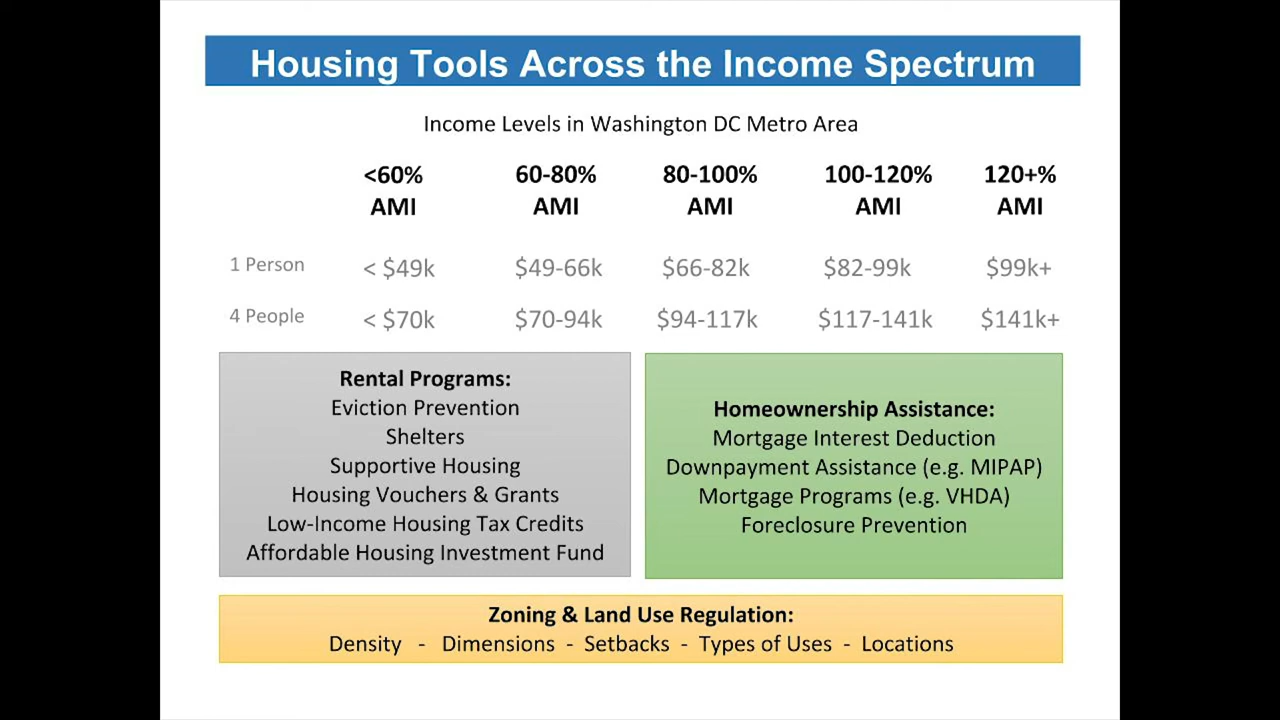 Housing Tools Across the Income Spectrum
Income Levels in Washington DC Metro Area
<60% AMI 60-80% AMI 80-100% AMI 100-120% AMI 120+% AMI
1 Person < $49k $49-66k $66-82k $82-99k $99k+
4 People < $70k $70-94k $94-117k $117-141k $141k+
Rental Programs:
Eviction Prevention
Shelters
Supportive Housing
Housing Vouchers & Grants
Low-Income Housing Tax Credits
Affordable Housing Investment Fund
Homeownership Assistance:
Mortgage Interest Deduction
Downpayment Assistance (e.g. MIPAP)
Mortgage Programs (e.g. VHDA)
Foreclosure Prevention
Zoning & Land Use Regulation:
Density - Dimensions - Setbacks - Types of Uses - Locations